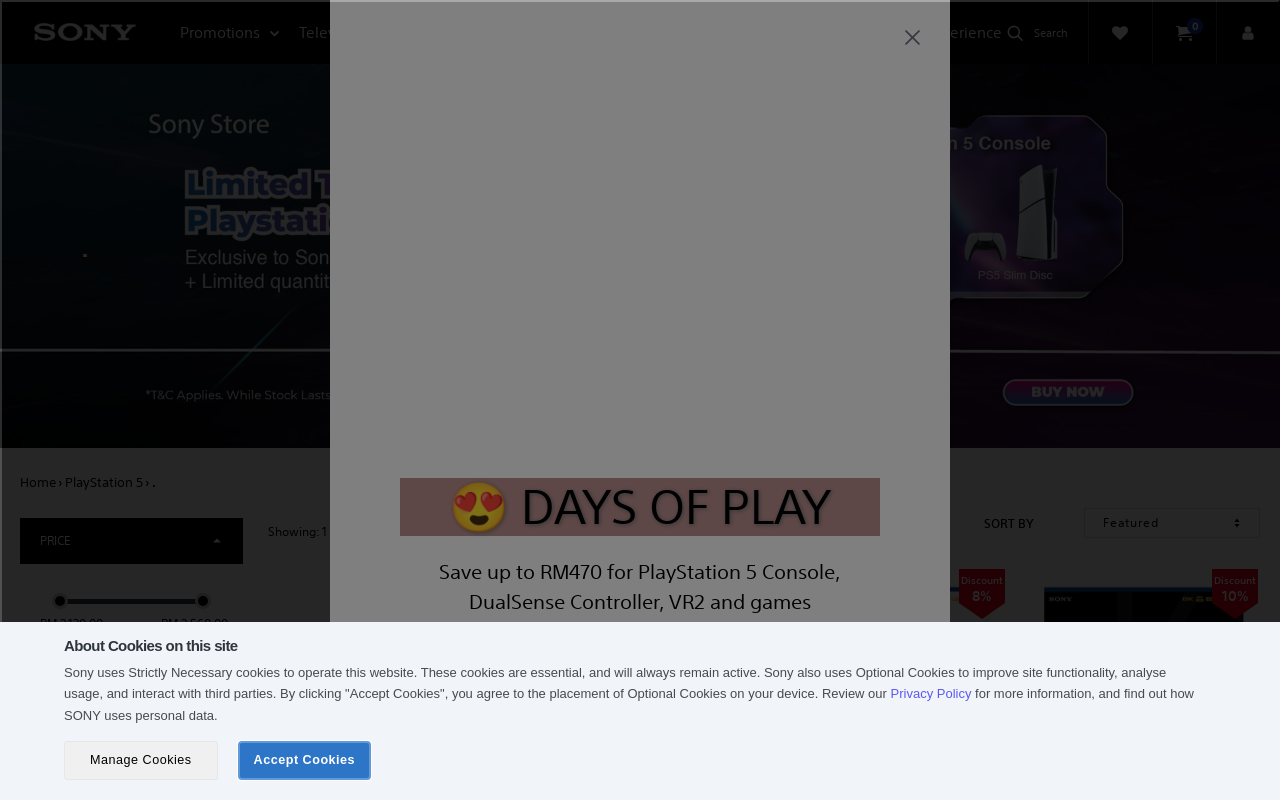 SONY
Promotions
Search
0
Sony Store
Limited
Exclusive to
+ Limited
5 Console
PS5 Slim Disc
*T&C Applies. While Stock Lasts
BUY NOW
Home › PlayStation 5 › .
PRICE
Showing: 1
SORT BY
Featured
😍 DAYS OF PLAY
Save up to RM470 for PlayStation 5 Console,
DualSense Controller, VR2 and games
Discount
8%
Discount
10%
SONY
About Cookies on this site
Sony uses Strictly Necessary cookies to operate this website. These cookies are essential, and will always remain active. Sony also uses Optional Cookies to improve site functionality, analyse
usage, and interact with third parties. By clicking "Accept Cookies", you agree to the placement of Optional Cookies on your device. Review our Privacy Policy for more information, and find out how
SONY uses personal data.
Manage Cookies
Accept Cookies